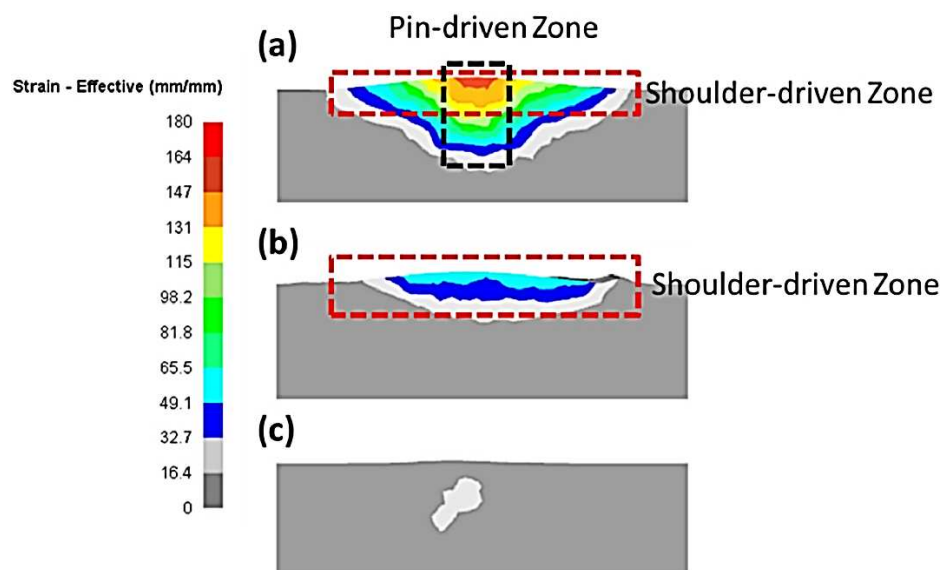 Pin-driven Zone
(a)
Strain - Effective (mm/mm)
Shoulder-driven Zone
180
164
147
131
115
98.2
81.8
65.5
49.1
32.7
16.4
0
(b)
Shoulder-driven Zone
(c)